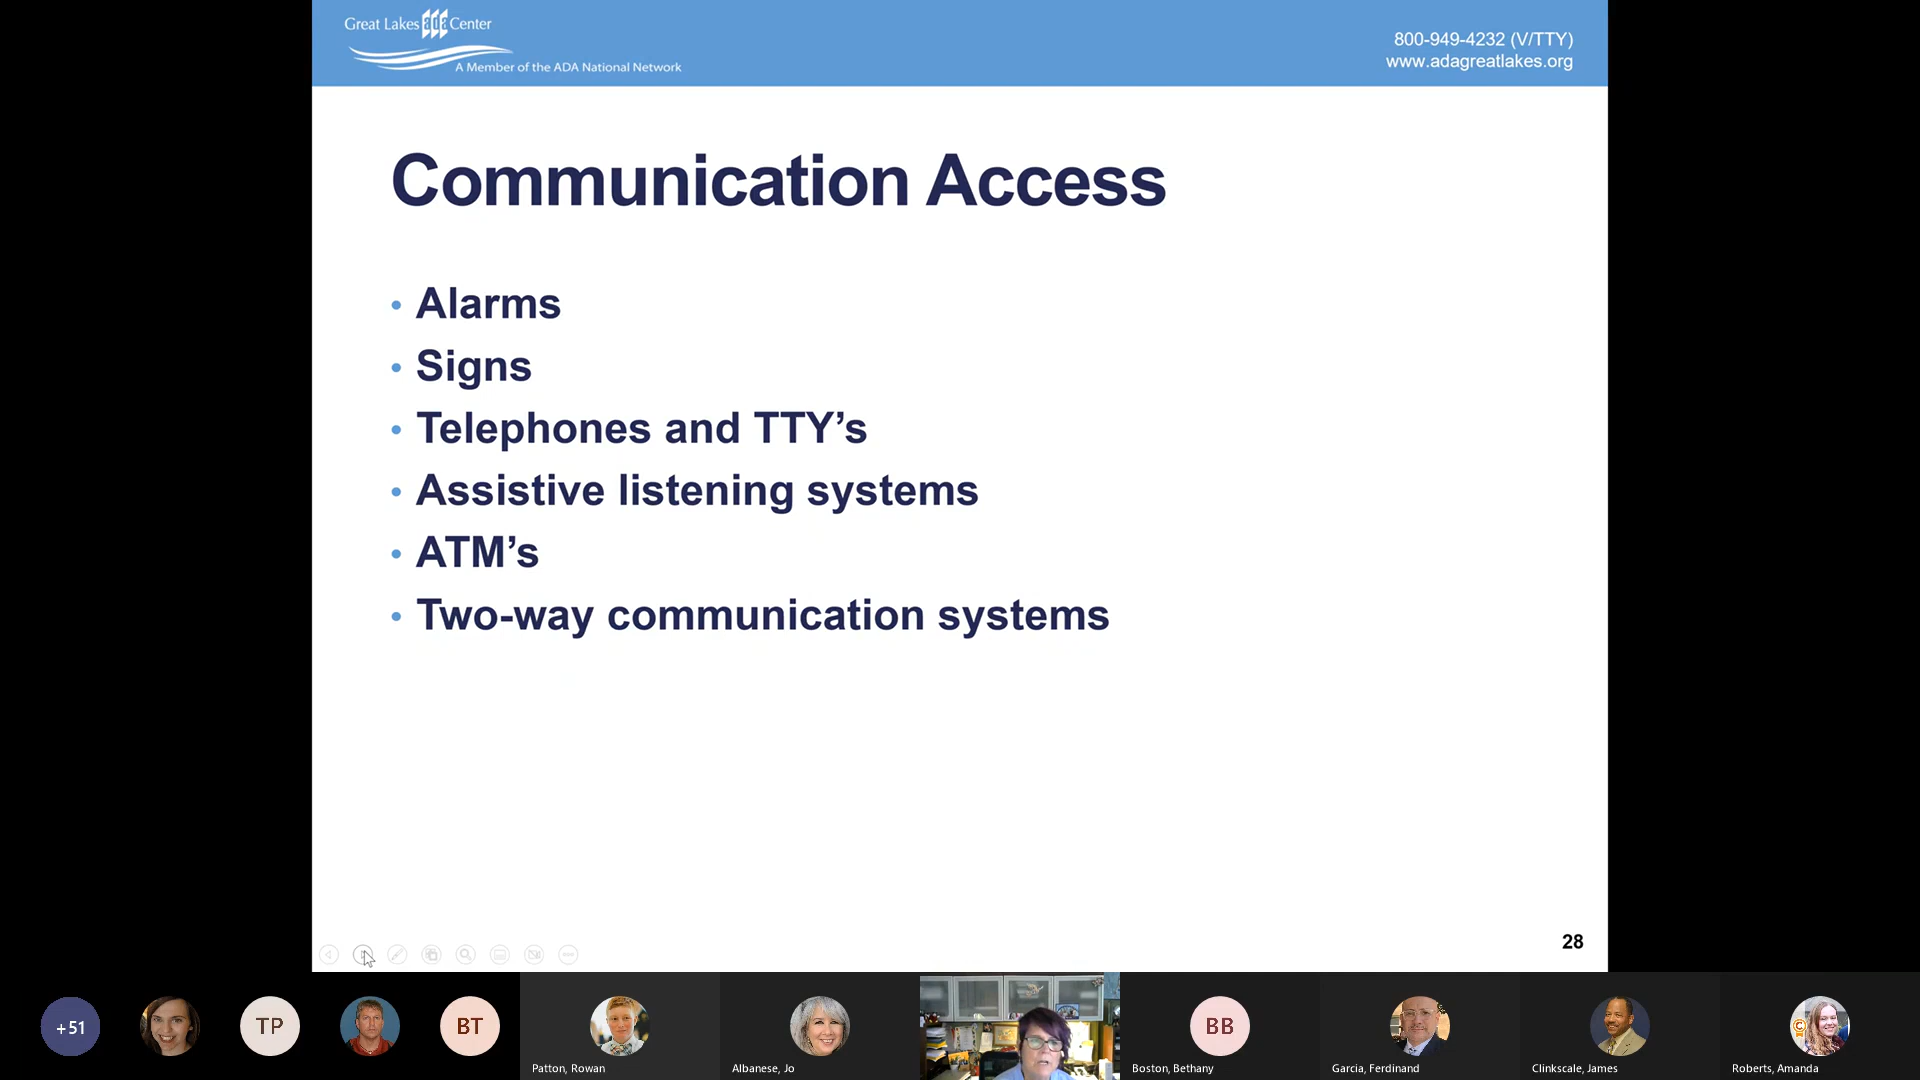 Great Lakes ada Center
A Member of the ADA National Network
800-949-4232 (V/TTY)
www.adagreatlakes.org
Communication Access
• Alarms
• Signs
• Telephones and TTY’s
• Assistive listening systems
• ATM’s
• Two-way communication systems
28
+51
TP
BT
BB
Patton, Rowan
Albanese, Jo
Boston, Bethany
Garcia, Ferdinand
Clinkscale, James
Roberts, Amanda